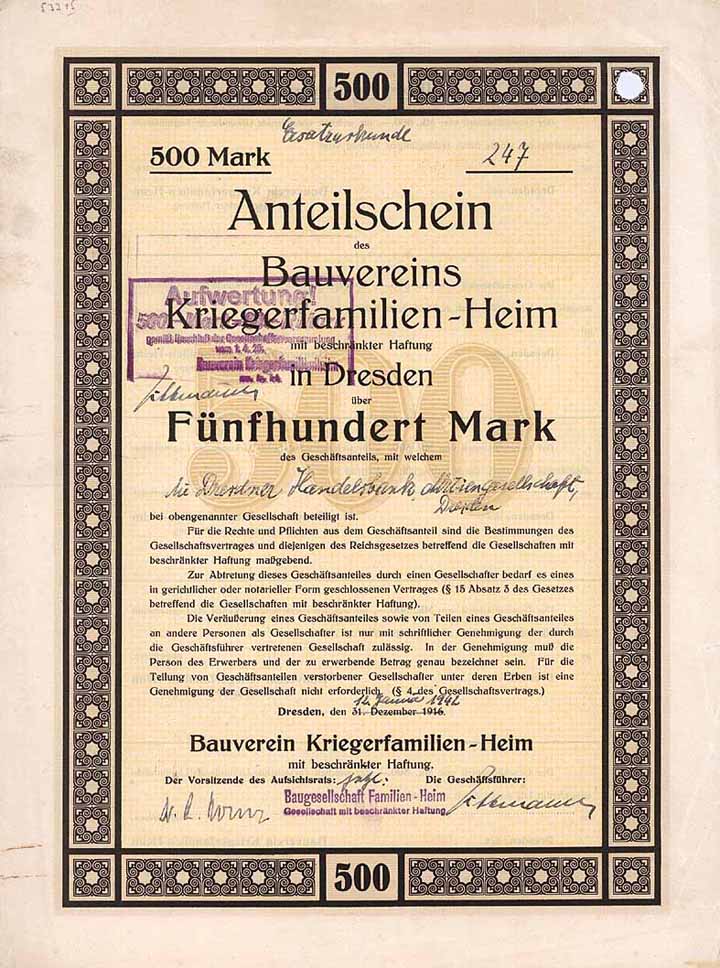 500
Ersatzurkunde
500 Mark 247
Anteilschein
des
Bauvereins
Kriegerfamilien-Heim
mit beschränkter Haftung
in Dresden
über
Fünfhundert Mark
des Geschäftsanteils, mit welchem
die Dresdner Handelsbank Aktiengesellschaft,
Dresden
bei obengenannter Gesellschaft beteiligt ist.
Für die Rechte und Pflichten aus dem Geschäftsanteil sind die Bestimmungen des
Gesellschaftsvertrages und diejenigen des Reichsgesetzes betreffend die Gesellschaften mit
beschränkter Haftung maßgebend.
Zur Abtretung dieses Geschäftsanteiles durch einen Gesellschafter bedarf es eines
in gerichtlicher oder notarieller Form geschlossenen Vertrages (§ 15 Absatz 3 des Gesetzes
betreffend die Gesellschaften mit beschränkter Haftung).
Die Veräußerung eines Geschäftsanteiles sowie von Teilen eines Geschäftsanteiles
an andere Personen als Gesellschafter ist nur mit schriftlicher Genehmigung der durch
die Geschäftsführer vertretenen Gesellschaft zulässig. In der Genehmigung muß die
Person des Erwerbers und der zu erwerbende Betrag genau bezeichnet sein. Für die
Teilung von Geschäftsanteilen verstorbener Gesellschafter unter deren Erben ist eine
Genehmigung der Gesellschaft nicht erforderlich. (§ 4 des Gesellschaftsvertrags.)
12. Januar 1942
Dresden, den 31. Dezember 1916.
Bauverein Kriegerfamilien-Heim
mit beschränkter Haftung,
Der Vorsitzende des Aufsichtsrats: Die Geschäftsführer:
Baugesellschaft Familien-Heim
Gesellschaft mit beschränkter Haftung
500
Aufwertung!
Bauverein Kriegerfamilienheim
500